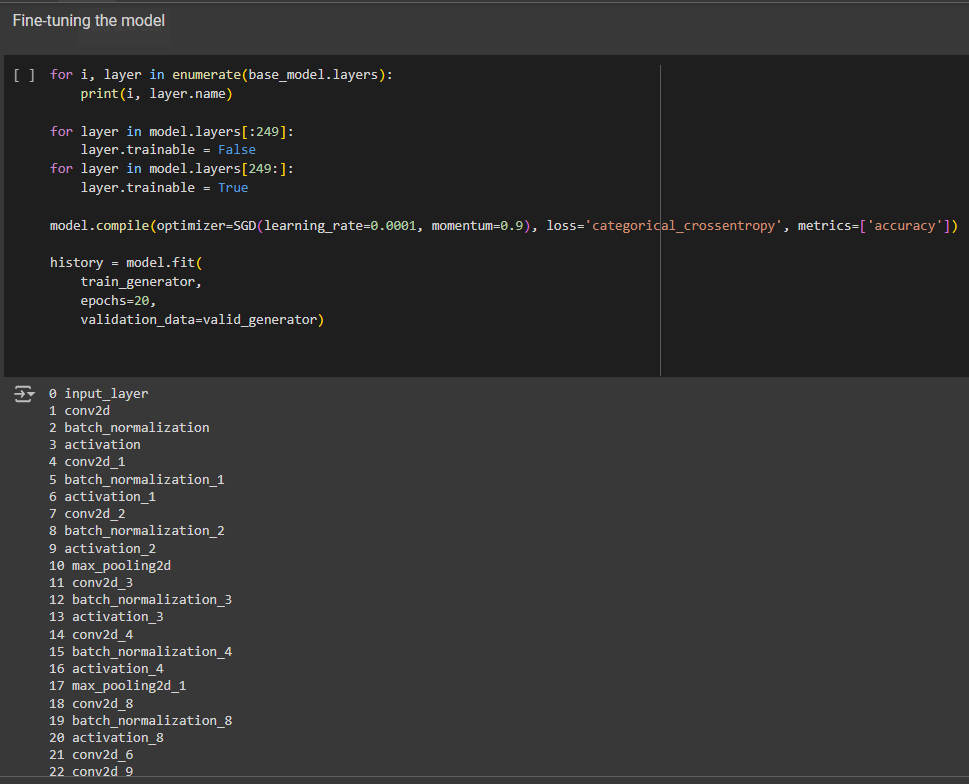 Fine-tuning the model
[ ] for i, layer in enumerate(base_model.layers):
        print(i, layer.name)
    for layer in model.layers[:249]:
        layer.trainable = False
    for layer in model.layers[249:]:
        layer.trainable = True
    model.compile(optimizer=SGD(learning_rate=0.0001, momentum=0.9), loss='categorical_crossentropy', metrics=['accuracy'])
    history = model.fit(
        train_generator,
        epochs=20,
        validation_data=valid_generator)
0 input_layer
1 conv2d
2 batch_normalization
3 activation
4 conv2d_1
5 batch_normalization_1
6 activation_1
7 conv2d_2
8 batch_normalization_2
9 activation_2
10 max_pooling2d
11 conv2d_3
12 batch_normalization_3
13 activation_3
14 conv2d_4
15 batch_normalization_4
16 activation_4
17 max_pooling2d_1
18 conv2d_8
19 batch_normalization_8
20 activation_8
21 conv2d_6
22 conv2d_9